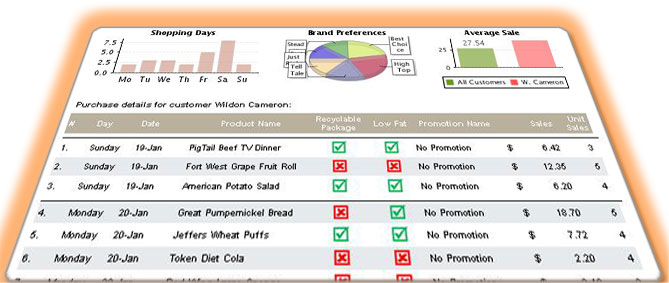 Shopping Days
7.5
5.0
2.5
0.0
Mo Tu We Th Fr Sa Su
Brand Preferences
Stead
Just
Tell
Tale
Best
Choi
ce
High
Top
Average Sale
27.54
25
0
All Customers W. Cameron
Purchase details for customer Wildon Cameron:
Day Date Product Name Recyclable Package Low Fat Promotion Name Sales Unit Sales
1. Sunday 19-Jan PigTail Beef TV Dinner No Promotion $ 6.42 3
2. Sunday 19-Jan Fort West Grape Fruit Roll No Promotion $ 12.35 5
3. Sunday 19-Jan American Potato Salad No Promotion $ 6.20 4
4. Monday 20-Jan Great Pumpernickel Bread No Promotion $ 18.70 5
5. Monday 20-Jan Jeffers Wheat Puffs No Promotion $ 7.72 4
6. Monday 20-Jan Token Diet Cola No Promotion $ 2.20 4